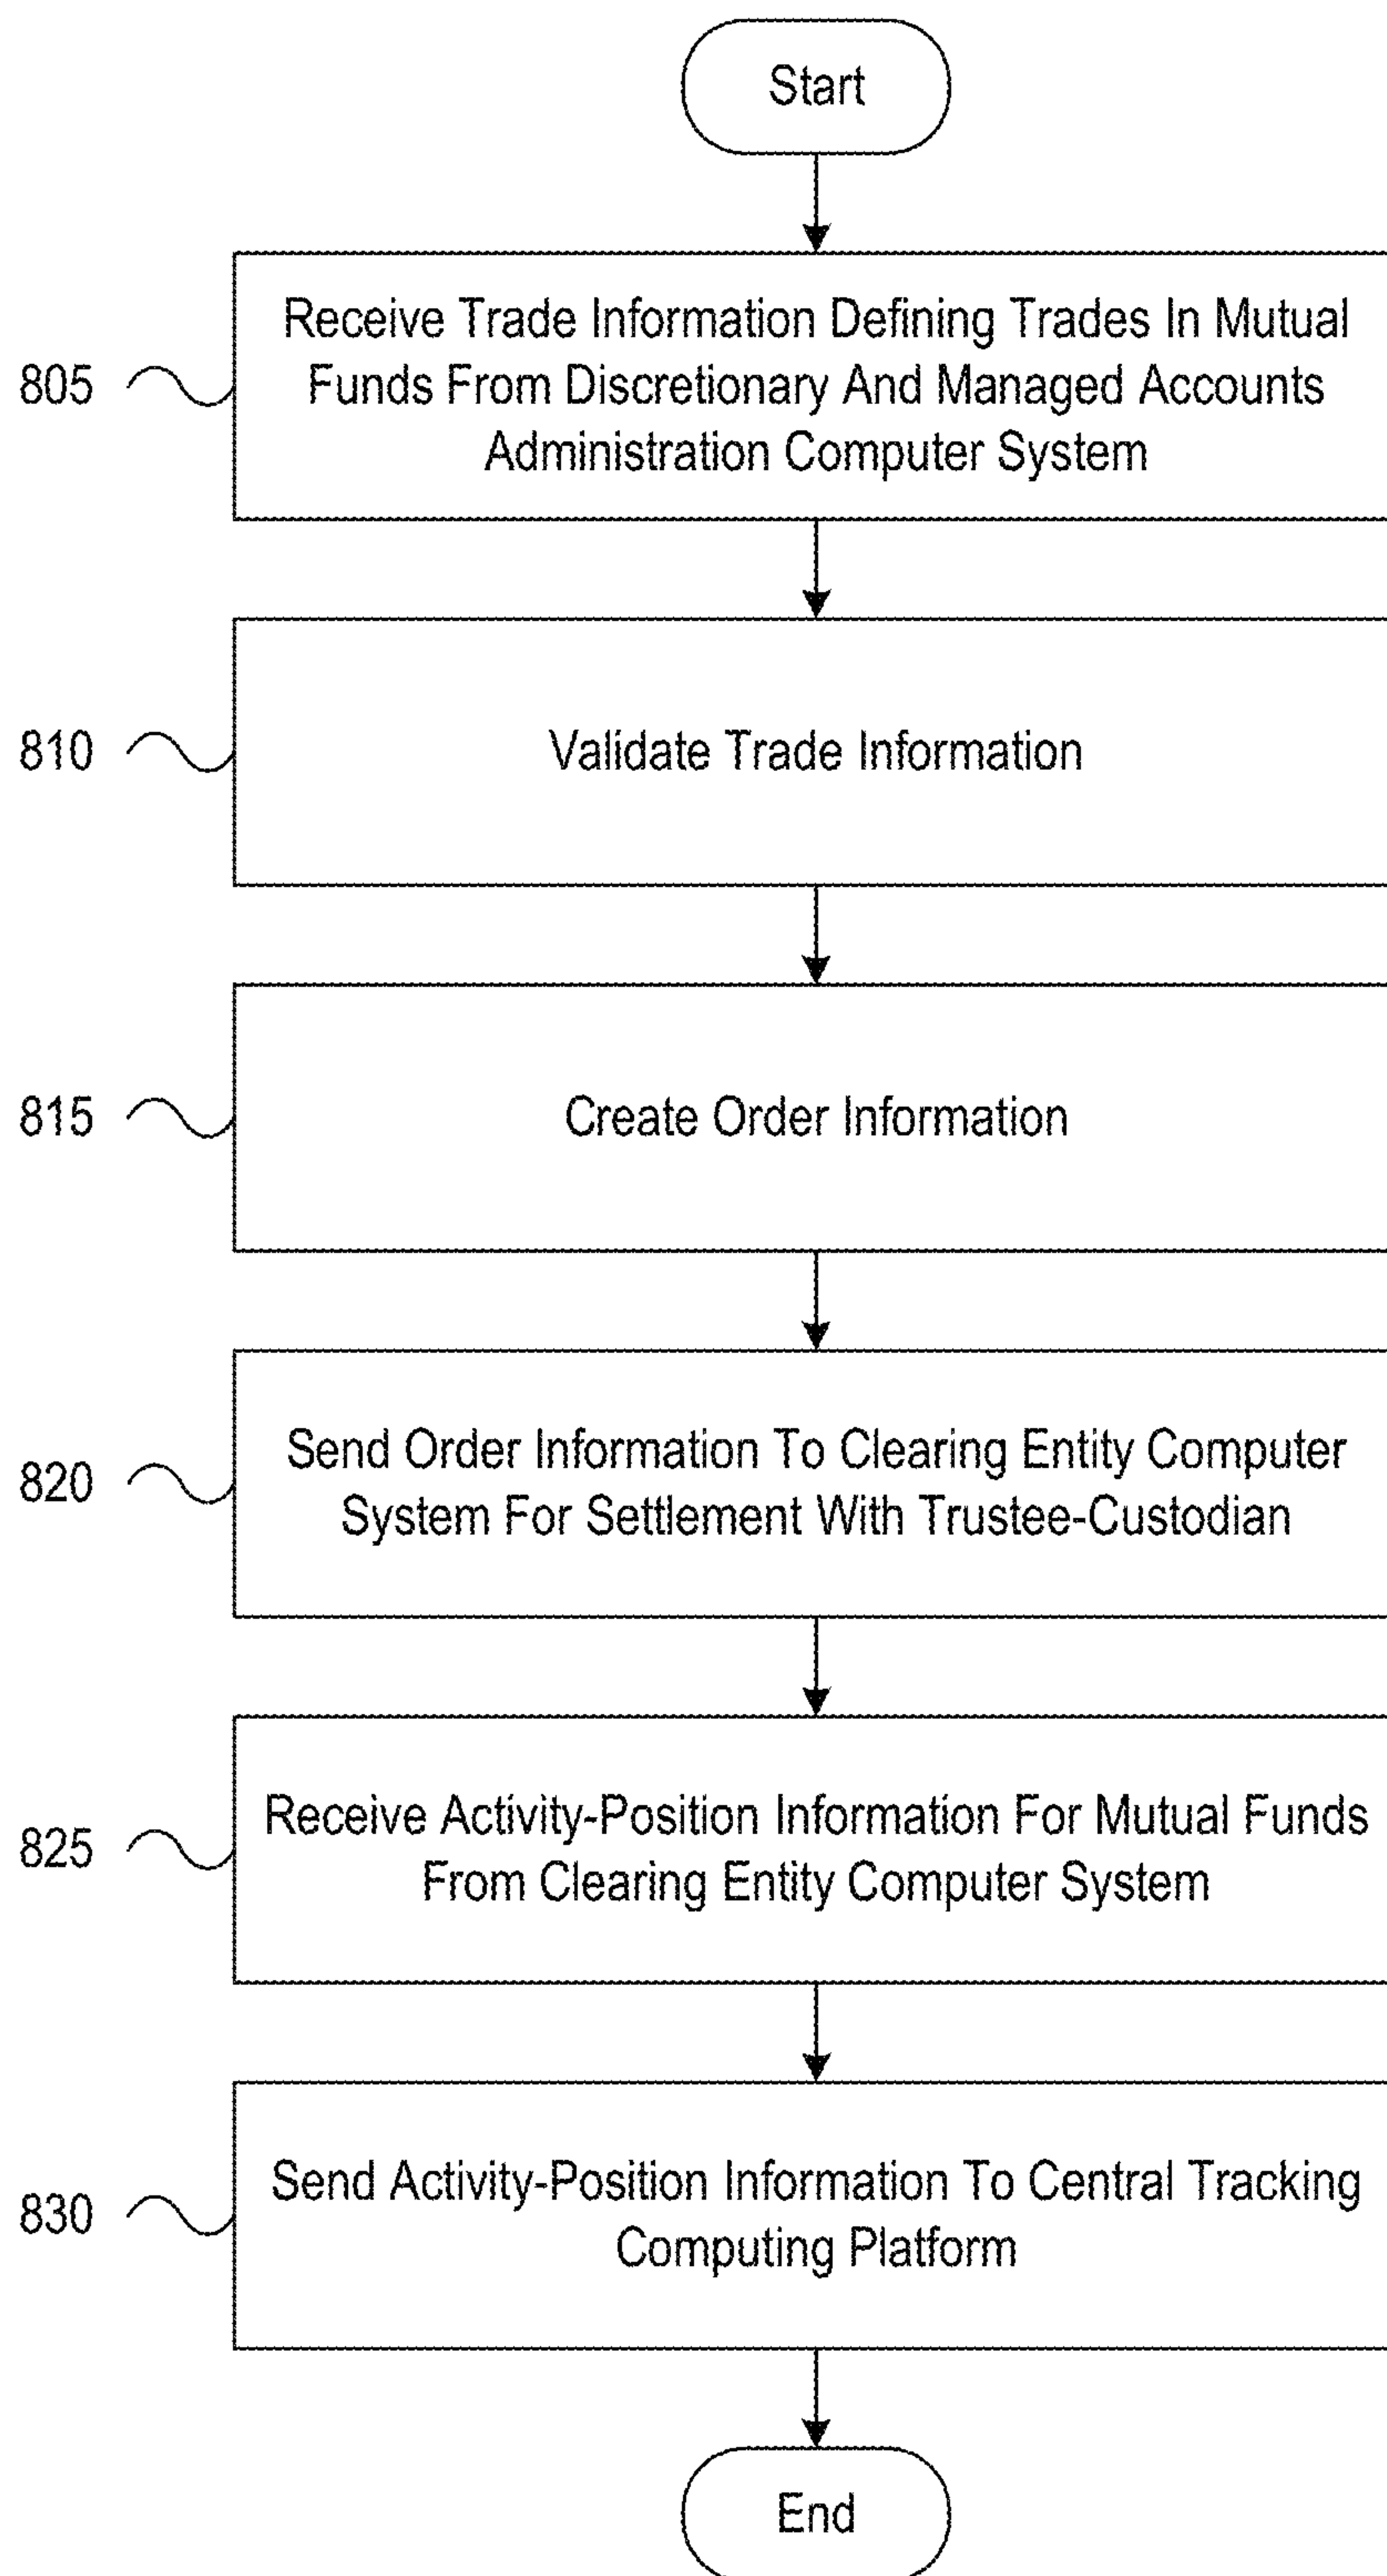 Start
805
Receive Trade Information Defining Trades In Mutual
Funds From Discretionary And Managed Accounts
Administration Computer System
810
Validate Trade Information
815
Create Order Information
820
Send Order Information To Clearing Entity Computer
System For Settlement With Trustee-Custodian
825
Receive Activity-Position Information For Mutual Funds
From Clearing Entity Computer System
830
Send Activity-Position Information To Central Tracking
Computing Platform
End